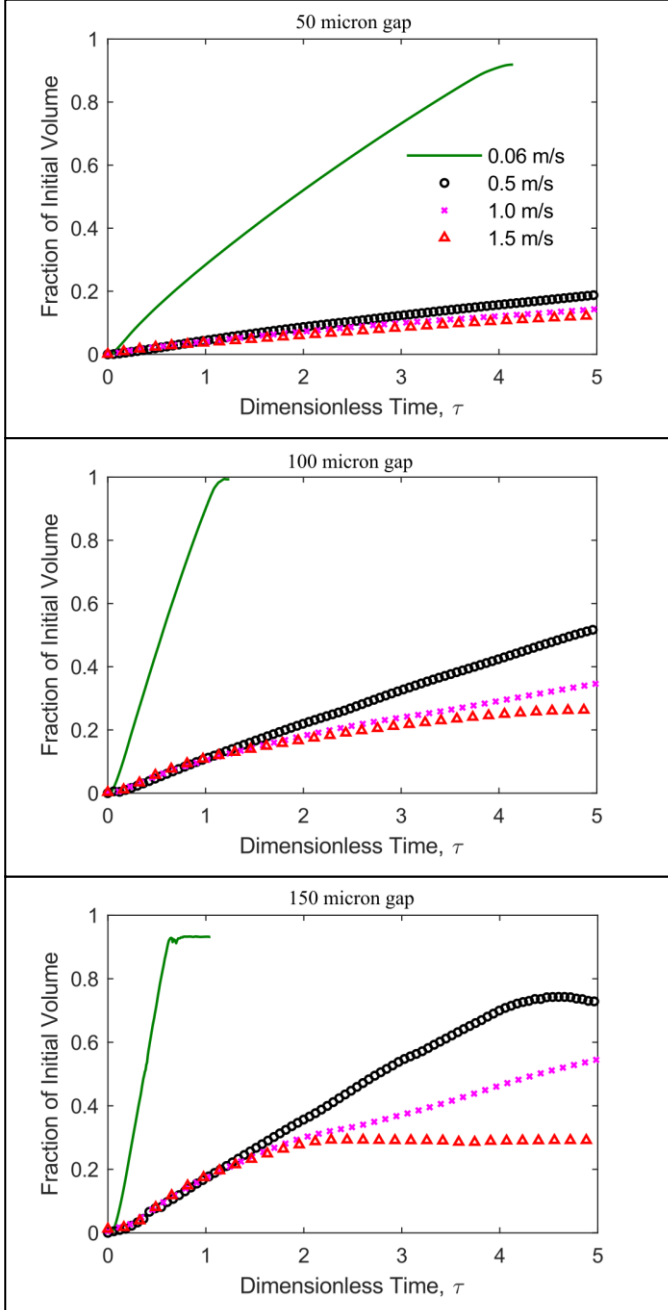 50 micron gap
1
0.8
0.6
0.4
0.2
0
Fraction of Initial Volume
0.06 m/s
0.5 m/s
1.0 m/s
1.5 m/s
0 1 2 3 4 5
Dimensionless Time, τ
100 micron gap
1
0.8
0.6
0.4
0.2
0
Fraction of Initial Volume
0 1 2 3 4 5
Dimensionless Time, τ
150 micron gap
1
0.8
0.6
0.4
0.2
0
Fraction of Initial Volume
0 1 2 3 4 5
Dimensionless Time, τ